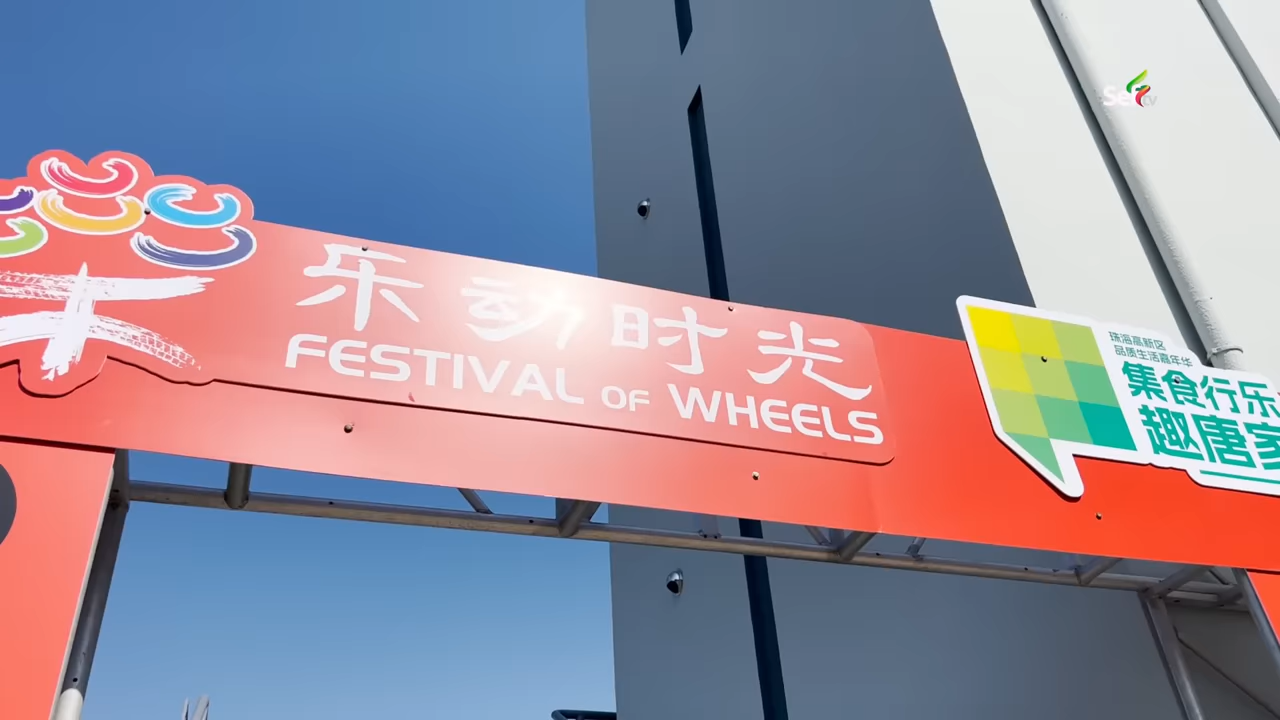 乐动时光
FESTIVAL OF WHEELS
珠海高新区
品质生活嘉年华
集食行乐
趣唐家
tv